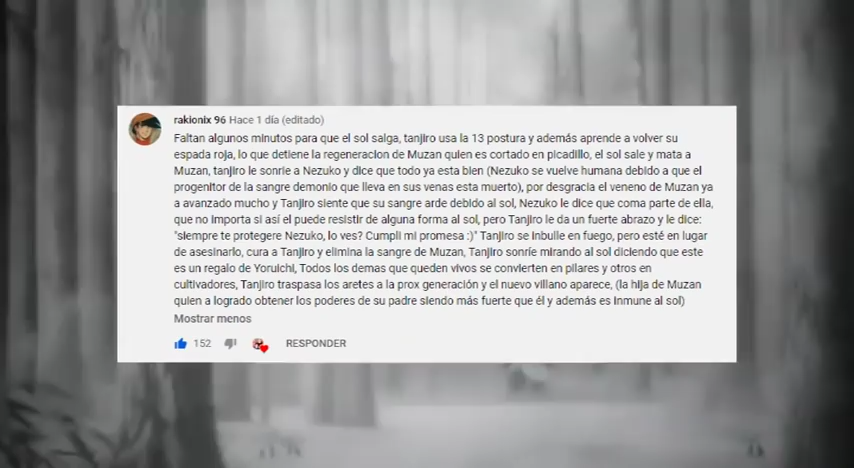 rakionix 96 Hace 1 día (editado)
Faltan algunos minutos para que el sol salga, tanjiro usa la 13 postura y además aprende a volver su
espada roja, lo que detiene la regeneracion de Muzan quien es cortado en picadillo, el sol sale y mata a
Muzan, tanjiro le sonrie a Nezuko y dice que todo ya esta bien (Nezuko se vuelve humana debido a que el
progenitor de la sangre demonio que lleva en sus venas esta muerto), por desgracia el veneno de Muzan ya
a avanzado mucho y Tanjiro siente que su sangre arde debido al sol, Nezuko le dice que coma parte de ella,
que no importa si así el puede resistir de alguna forma al sol, pero Tanjiro le da un fuerte abrazo y le dice:
"siempre te protegere Nezuko, lo ves? Cumpli mi promesa :)" Tanjiro se inbulle en fuego, pero esté en lugar
de asesinarlo, cura a Tanjiro y elimina la sangre de Muzan, Tanjiro sonríe mirando al sol diciendo que este
es un regalo de Yoruichi, Todos los demas que queden vivos se convierten en pilares y otros en
cultivadores, Tanjiro traspasa los aretes a la prox generación y el nuevo villano aparece, (la hija de Muzan
quien a logrado obtener los poderes de su padre siendo más fuerte que él y además es Inmune al sol)
Mostrar menos
152 RESPONDER